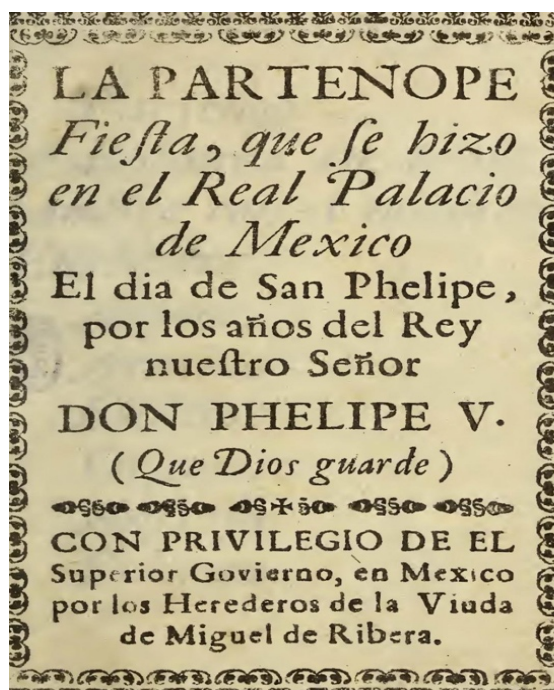 LA PARTENOPE
Fieſta, que ſe hizo
en el Real Palacio
de Mexico
El dia de San Phelipe,
por los años del Rey
nueſtro Señor
DON PHELIPE V.
(Que Dios guarde)
CON PRIVILEGIO DE EL
Superior Govierno, en Mexico
por los Herederos de la Viuda
de Miguel de Ribera.